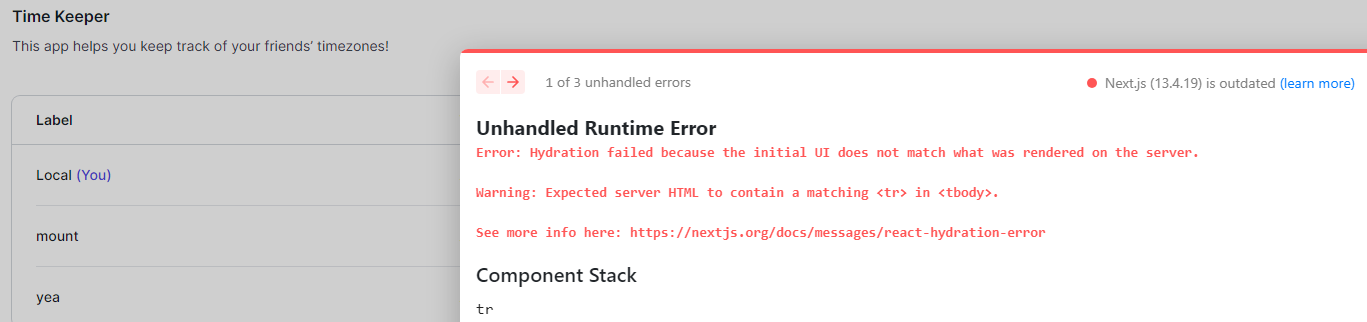 Time Keeper
This app helps you keep track of your friends’ timezones!
1 of 3 unhandled errors
Next.js (13.4.19) is outdated (learn more)
Label
Unhandled Runtime Error
Error: Hydration failed because the initial UI does not match what was rendered on the server.
Local (You)
Warning: Expected server HTML to contain a matching <tr> in <tbody>.
mount
See more info here: https://nextjs.org/docs/messages/react-hydration-error
Component Stack
yea
tr